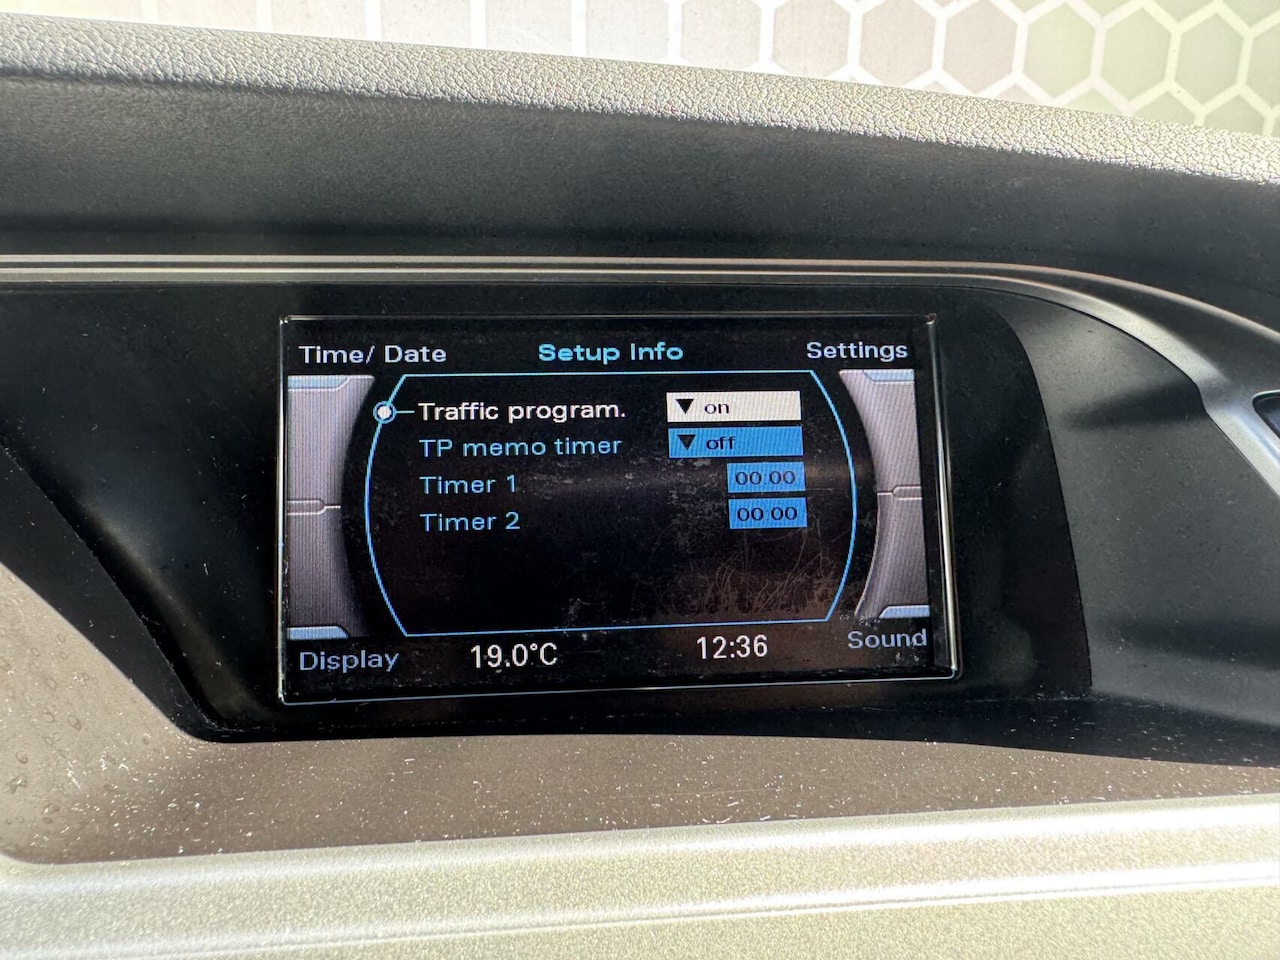 Time/ Date Setup Info Settings
Traffic program. on
TP memo timer off
Timer 1 00:00
Timer 2 00:00
Display 19.0°C 12:36 Sound